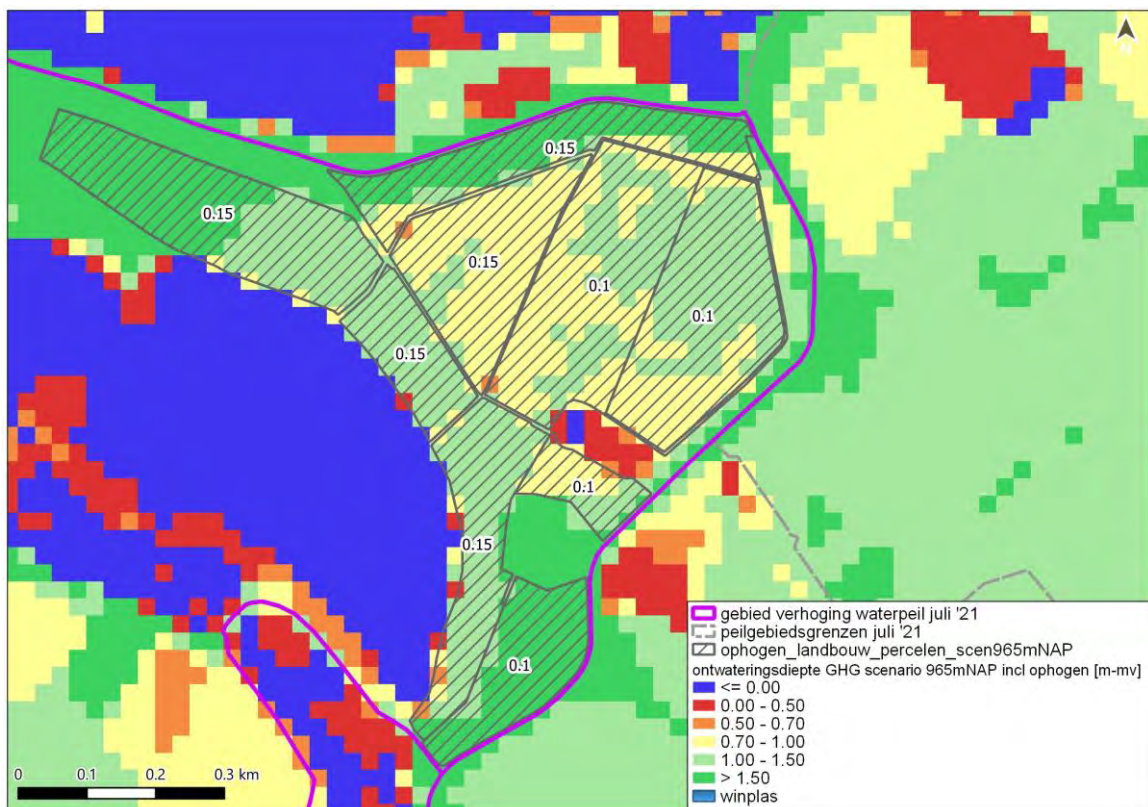 N
0.15
0.15
0.15
0.1
0.1
0.15
0.1
0.15
0.1
gebied verhoging waterpeil juli '21
peilgebiedsgrenzen juli '21
ophogen_landbouw_percelen_scen965mNAP
ontwateringsdiepte GHG scenario 965mNAP incl ophogen [m-mv]
<= 0.00
0.00 - 0.50
0.50 - 0.70
0.70 - 1.00
1.00 - 1.50
> 1.50
winplas
0 0.1 0.2 0.3 km